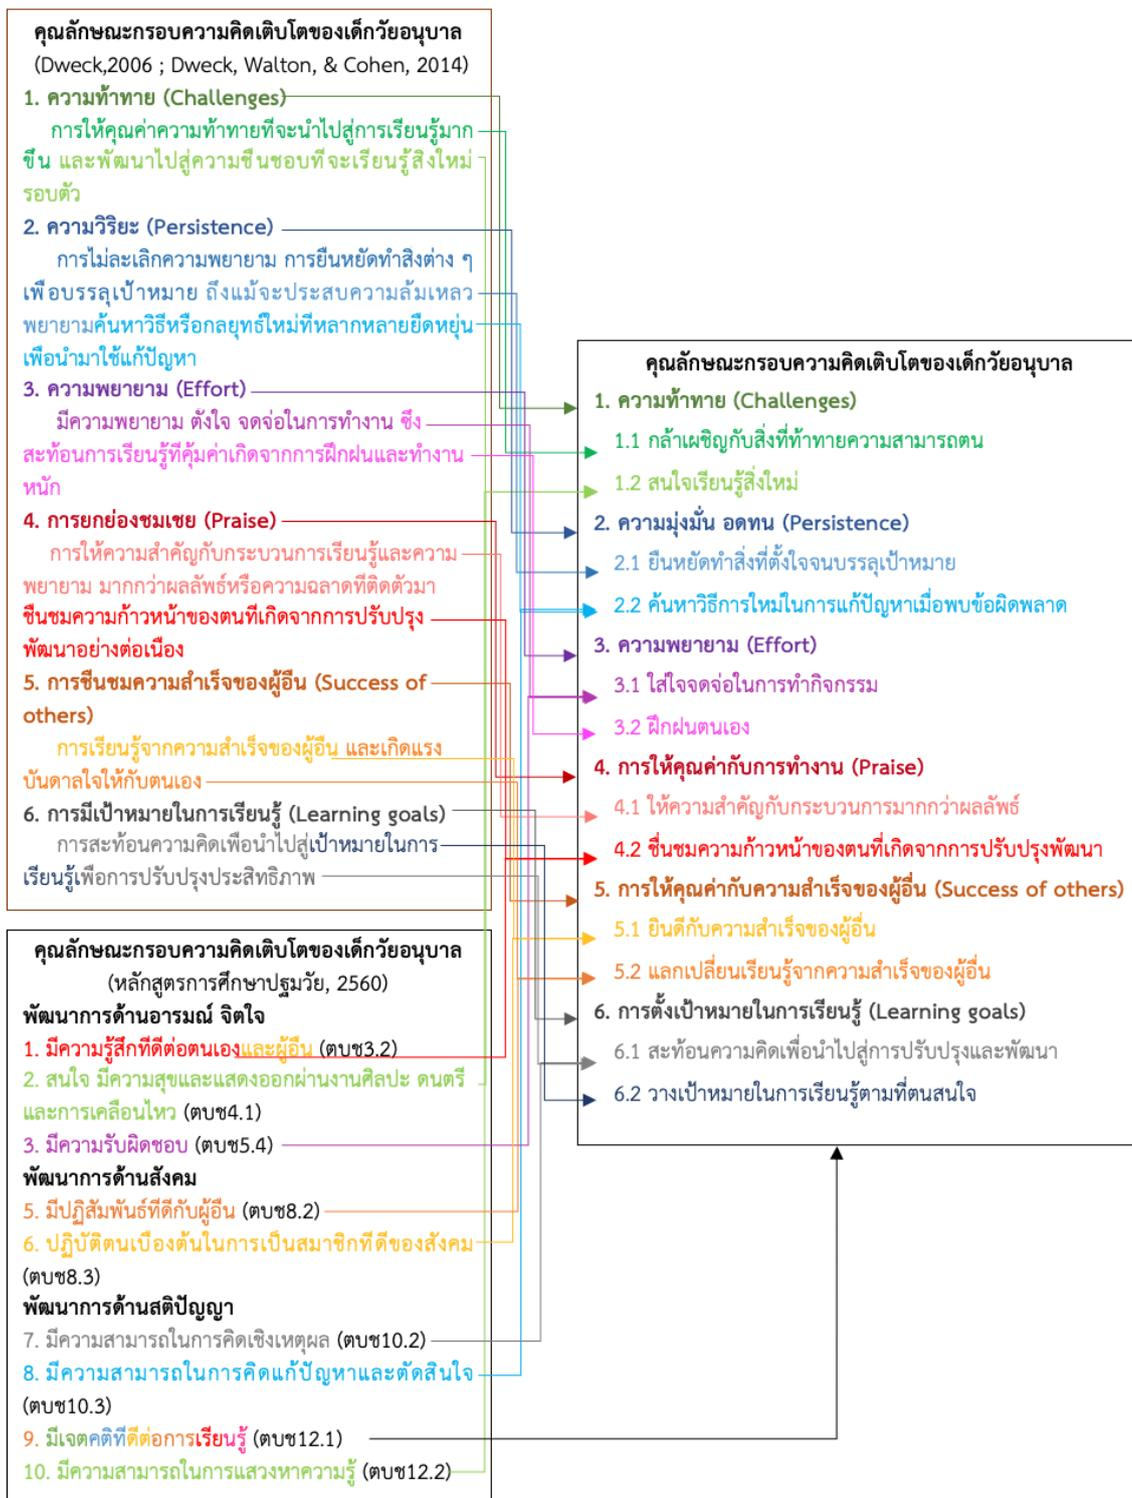 คุณลักษณะกรอบความคิดเติบโตของเด็กวัยอนุบาล
(Dweck,2006 ; Dweck, Walton, & Cohen, 2014)
1. ความท้าทาย (Challenges)
การให้คุณค่าความท้าทายที่จะนำไปสู่การเรียนรู้มาก
ขึ้น และพัฒนาไปสู่ความชื่นชอบที่จะเรียนรู้สิ่งใหม่
รอบตัว
2. ความวิริยะ (Persistence)
การไม่ละเลิกความพยายาม การยืนหยัดทำสิ่งต่าง ๆ
เพื่อบรรลุเป้าหมาย ถึงแม้จะประสบความล้มเหลว
พยายามค้นหาวิธีหรือกลยุทธ์ใหม่ที่หลากหลายยืดหยุ่น
เพื่อนำมาใช้แก้ปัญหา
3. ความพยายาม (Effort)
มีความพยายาม ตั้งใจ จดจ่อในการทำงาน ซึ่ง
สะท้อนการเรียนรู้ที่คุ้มค่าเกิดจากการฝึกฝนและทำงาน
หนัก
4. การยกย่องชมเชย (Praise)
การให้ความสำคัญกับกระบวนการเรียนรู้และความ
พยายาม มากกว่าผลลัพธ์หรือความฉลาดที่ติดตัวมา
ชื่นชมความก้าวหน้าของตนที่เกิดจากการปรับปรุง
พัฒนาอย่างต่อเนื่อง
5. การชื่นชมความสำเร็จของผู้อื่น (Success of
others)
การเรียนรู้จากความสำเร็จของผู้อื่น และเกิดแรง
บันดาลใจให้กับตนเอง
6. การมีเป้าหมายในการเรียนรู้ (Learning goals)
การสะท้อนความคิดเพื่อนำไปสู่เป้าหมายในการ
เรียนรู้เพื่อการปรับปรุงประสิทธิภาพ
คุณลักษณะกรอบความคิดเติบโตของเด็กวัยอนุบาล
(หลักสูตรการศึกษาปฐมวัย, 2560)
พัฒนาการด้านอารมณ์ จิตใจ
1. มีความรู้สึกที่ดีต่อตนเองและผู้อื่น (ตบช3.2)
2. สนใจ มีความสุขและแสดงออกผ่านงานศิลปะ ดนตรี
และการเคลื่อนไหว (ตบช4.1)
3. มีความรับผิดชอบ (ตบช5.4)
พัฒนาการด้านสังคม
5. มีปฏิสัมพันธ์ที่ดีกับผู้อื่น (ตบช8.2)
6. ปฏิบัติตนเบื้องต้นในการเป็นสมาชิกที่ดีของสังคม
(ตบช8.3)
พัฒนาการด้านสติปัญญา
7. มีความสามารถในการคิดเชิงเหตุผล (ตบช10.2)
8. มีความสามารถในการคิดแก้ปัญหาและตัดสินใจ
(ตบช10.3)
9. มีเจตคติที่ดีต่อการเรียนรู้ (ตบช12.1)
10. มีความสามารถในการแสวงหาความรู้ (ตบช12.2)
คุณลักษณะกรอบความคิดเติบโตของเด็กวัยอนุบาล
1. ความท้าทาย (Challenges)
1.1 กล้าเผชิญกับสิ่งที่ท้าทายความสามารถตน
1.2 สนใจเรียนรู้สิ่งใหม่
2. ความมุ่งมั่น อดทน (Persistence)
2.1 ยืนหยัดทำสิ่งที่ตั้งใจจนบรรลุเป้าหมาย
2.2 ค้นหาวิธีการใหม่ในการแก้ปัญหาเมื่อพบข้อผิดพลาด
3. ความพยายาม (Effort)
3.1 ใส่ใจจดจ่อในการทำกิจกรรม
3.2 ฝึกฝนตนเอง
4. การให้คุณค่ากับการทำงาน (Praise)
4.1 ให้ความสำคัญกับกระบวนการมากกว่าผลลัพธ์
4.2 ชื่นชมความก้าวหน้าของตนที่เกิดจากการปรับปรุงพัฒนา
5. การให้คุณค่ากับความสำเร็จของผู้อื่น (Success of others)
5.1 ยินดีกับความสำเร็จของผู้อื่น
5.2 แลกเปลี่ยนเรียนรู้จากความสำเร็จของผู้อื่น
6. การตั้งเป้าหมายในการเรียนรู้ (Learning goals)
6.1 สะท้อนความคิดเพื่อนำไปสู่การปรับปรุงและพัฒนา
6.2 วางเป้าหมายในการเรียนรู้ตามที่ตนสนใจ